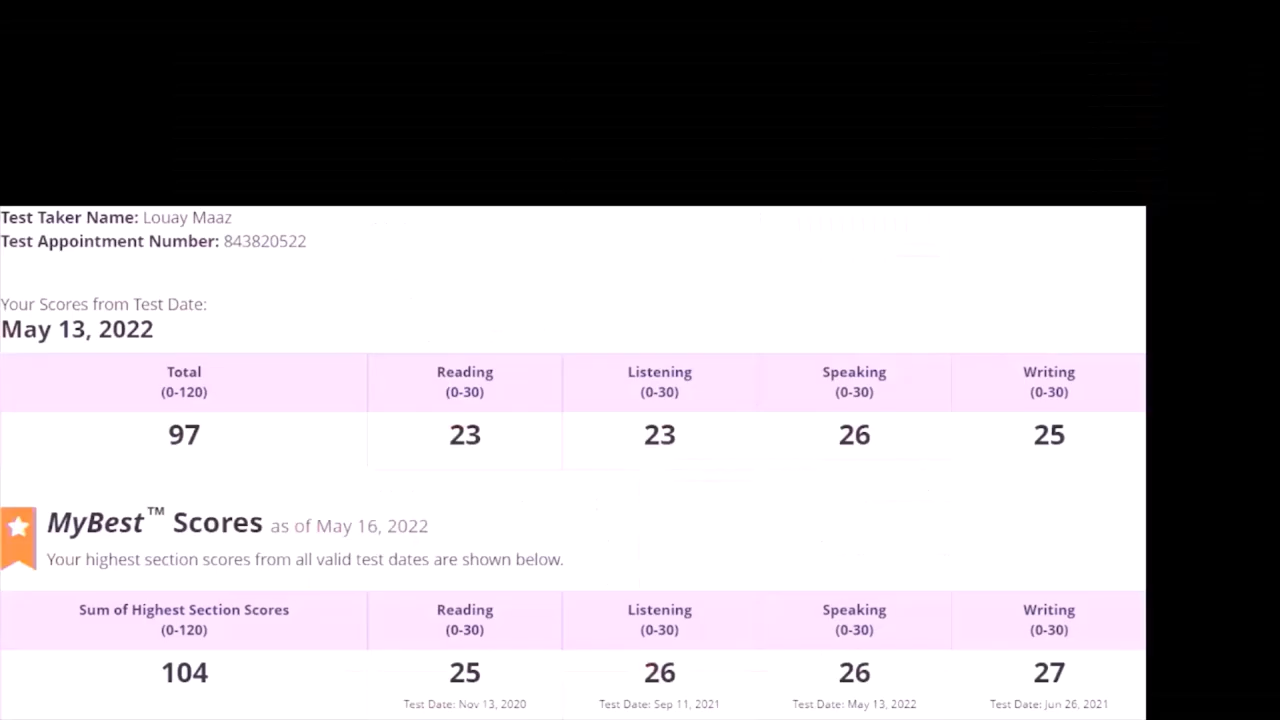 Test Taker Name: Louay Maaz
Test Appointment Number: 843820522
Your Scores from Test Date:
May 13, 2022
Total Reading Listening Speaking Writing
(0-120) (0-30) (0-30) (0-30) (0-30)
97 23 23 26 25
MyBest™ Scores as of May 16, 2022
Your highest section scores from all valid test dates are shown below.
Sum of Highest Section Scores Reading Listening Speaking Writing
(0-120) (0-30) (0-30) (0-30) (0-30)
104 25 26 26 27
Test Date: Nov 13, 2020 Test Date: Sep 11, 2021 Test Date: May 13, 2022 Test Date: Jun 26, 2021